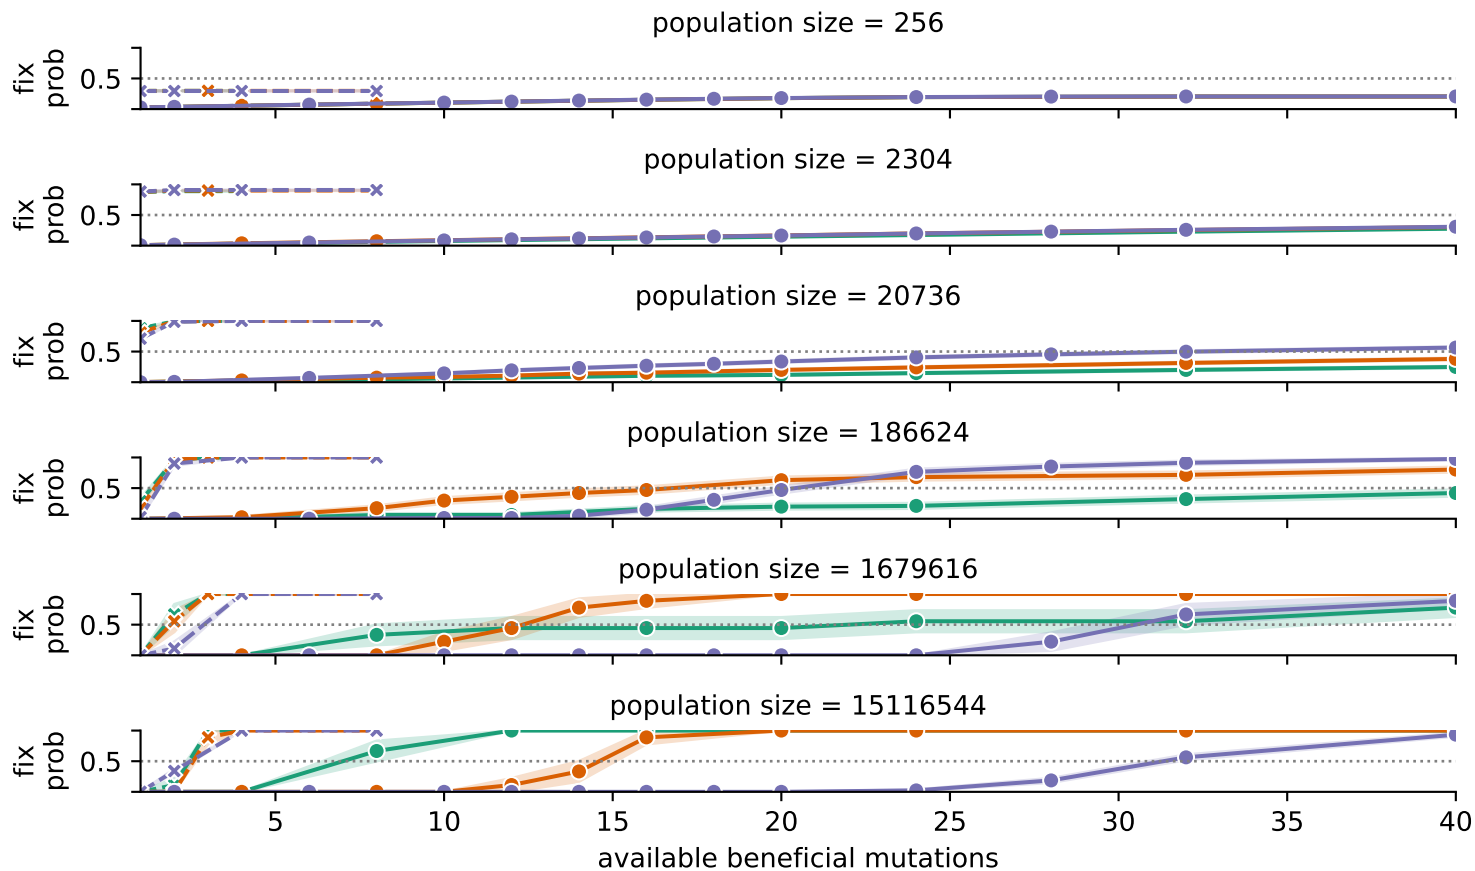 population size = 256
fix
prob
0.5
population size = 2304
fix
prob
0.5
population size = 20736
fix
prob
0.5
population size = 186624
fix
prob
0.5
population size = 1679616
fix
prob
0.5
population size = 15116544
fix
prob
0.5
5 10 15 20 25 30 35 40
available beneficial mutations